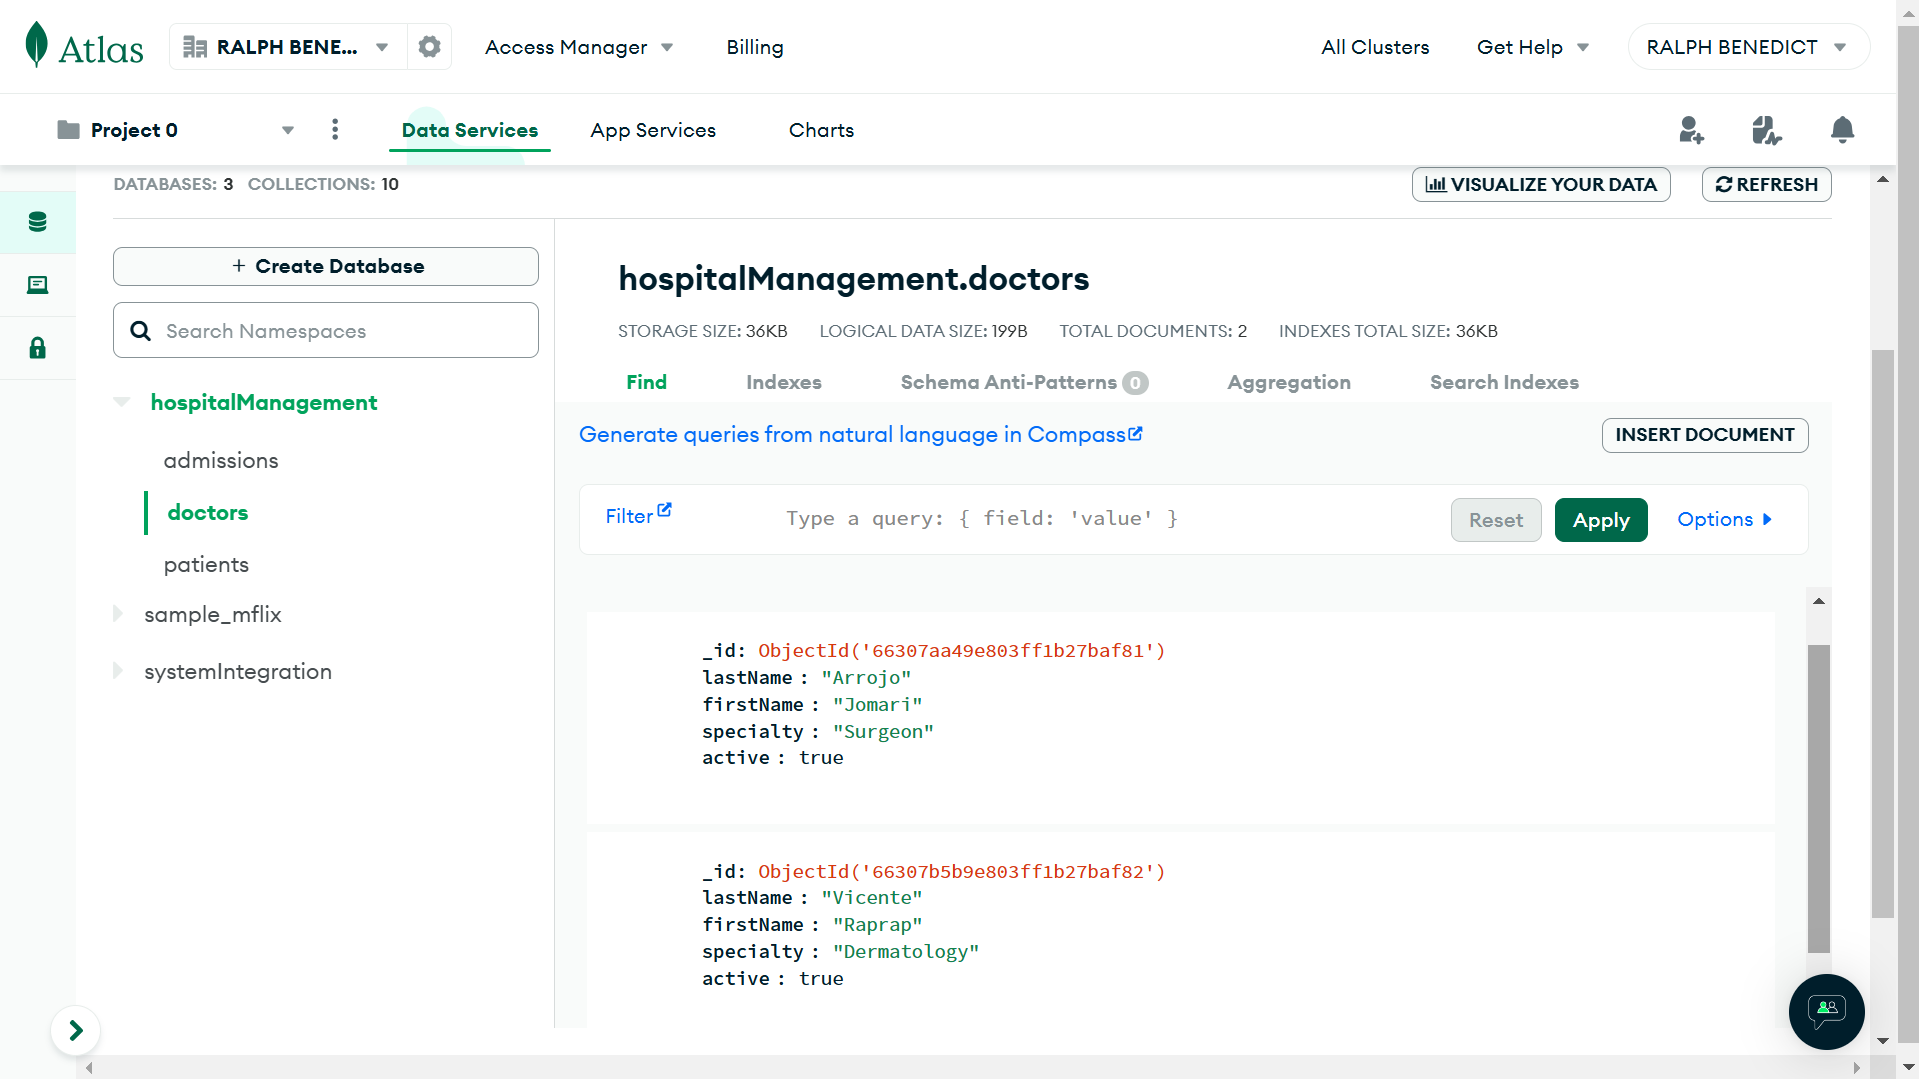 Atlas
RALPH BENE...
Access Manager
Billing
All Clusters
Get Help
RALPH BENEDICT
Project 0
Data Services
App Services
Charts
DATABASES: 3 COLLECTIONS: 10
VISUALIZE YOUR DATA
REFRESH
+ Create Database
Search Namespaces
hospitalManagement
admissions
doctors
patients
sample_mflix
systemIntegration
hospitalManagement.doctors
STORAGE SIZE: 36KB LOGICAL DATA SIZE: 199B TOTAL DOCUMENTS: 2 INDEXES TOTAL SIZE: 36KB
Find Indexes Schema Anti-Patterns 0 Aggregation Search Indexes
Generate queries from natural language in Compass
INSERT DOCUMENT
Filter
Type a query: { field: 'value' }
Reset
Apply
Options
_id: ObjectId('66307aa49e803ff1b27baf81')
lastName : "Arrojo"
firstName : "Jomari"
specialty : "Surgeon"
active : true
_id: ObjectId('66307b5b9e803ff1b27baf82')
lastName : "Vicente"
firstName : "Raprap"
specialty : "Dermatology"
active : true